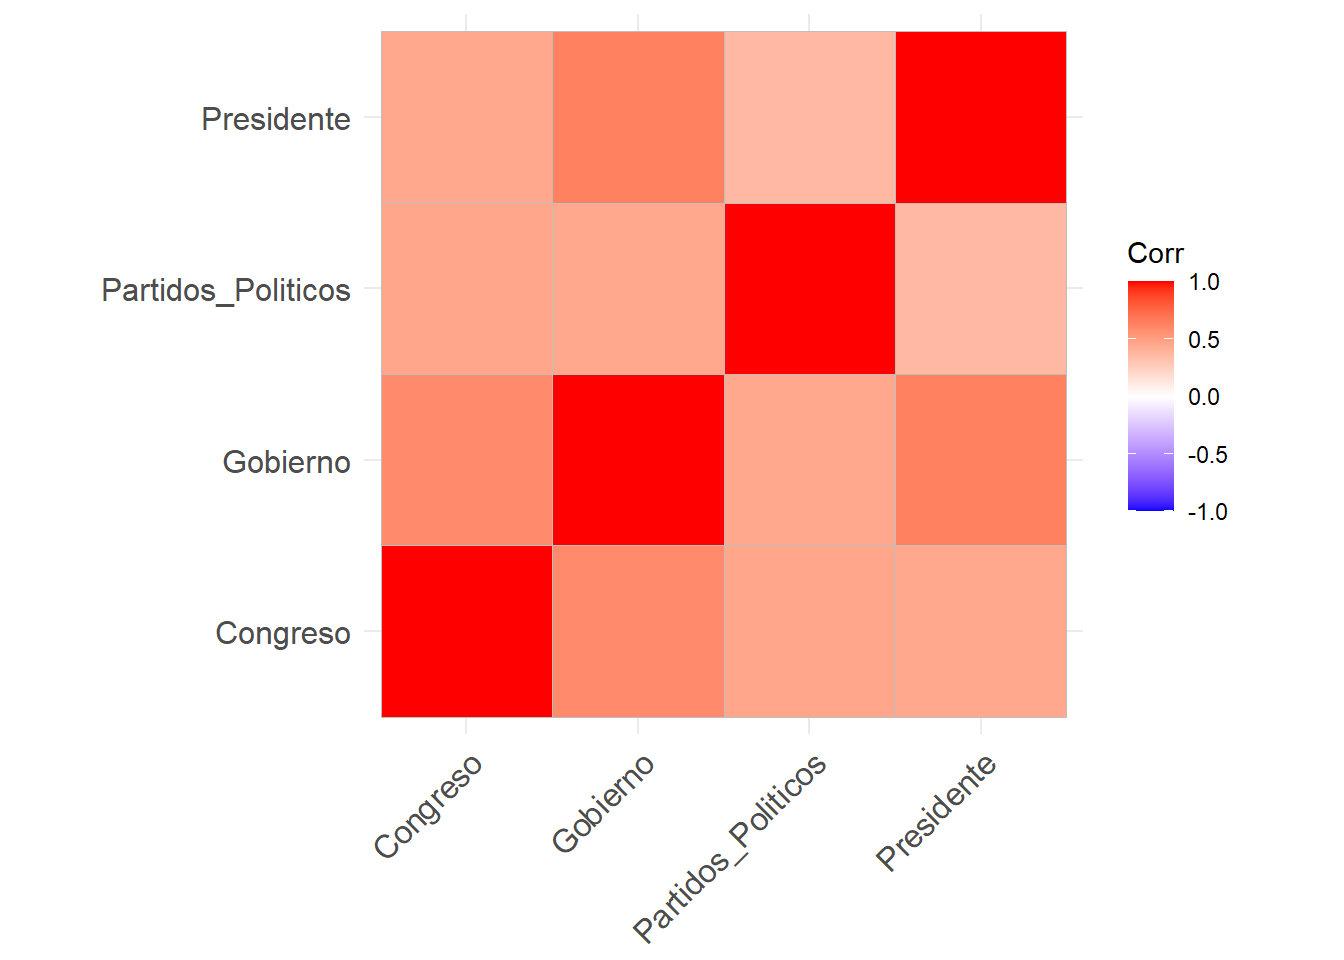 Presidente
Partidos_Politicos
Gobierno
Congreso
Congreso
Gobierno
Partidos_Politicos
Presidente
Corr
1.0
0.5
0.0
-0.5
-1.0